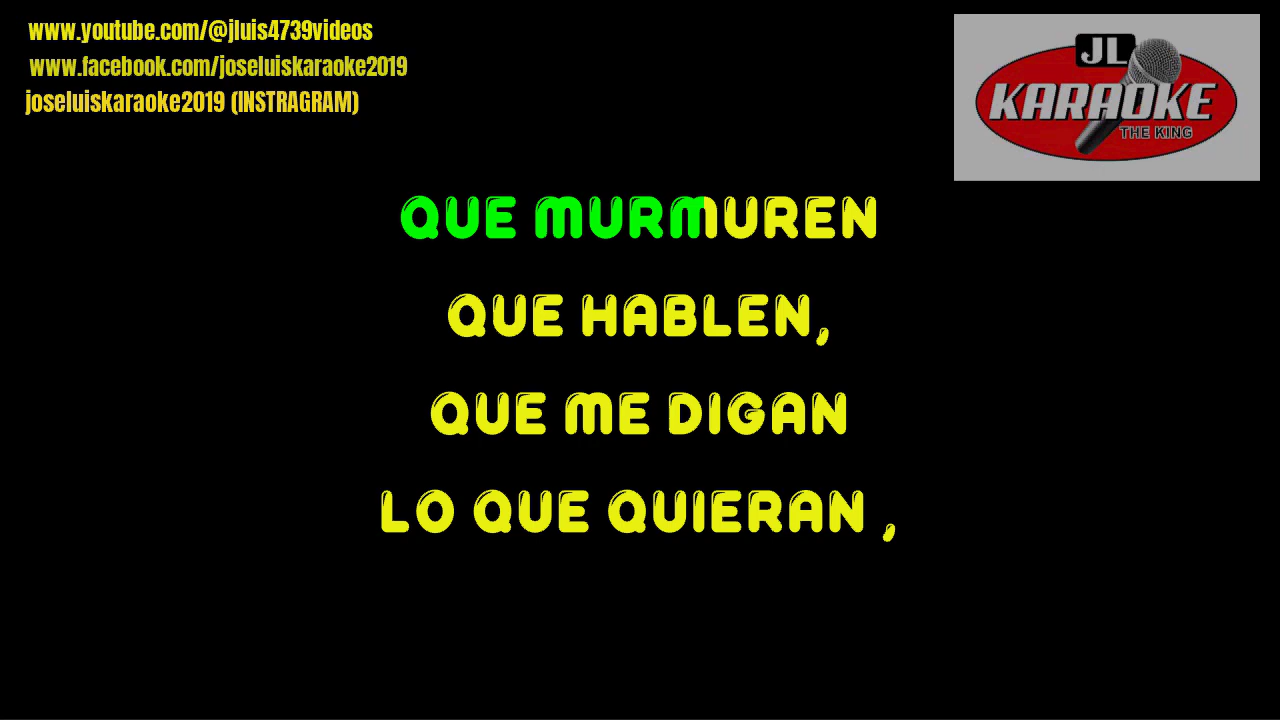 www.youtube.com/@jluis4739videos
www.facebook.com/joseluiskaraoke2019
joseluiskaraoke2019 (INSTRAGRAM)
JL
KARAOKE
THE KING
QUE MURMUREN
QUE HABLEN,
QUE ME DIGAN
LO QUE QUIERAN ,